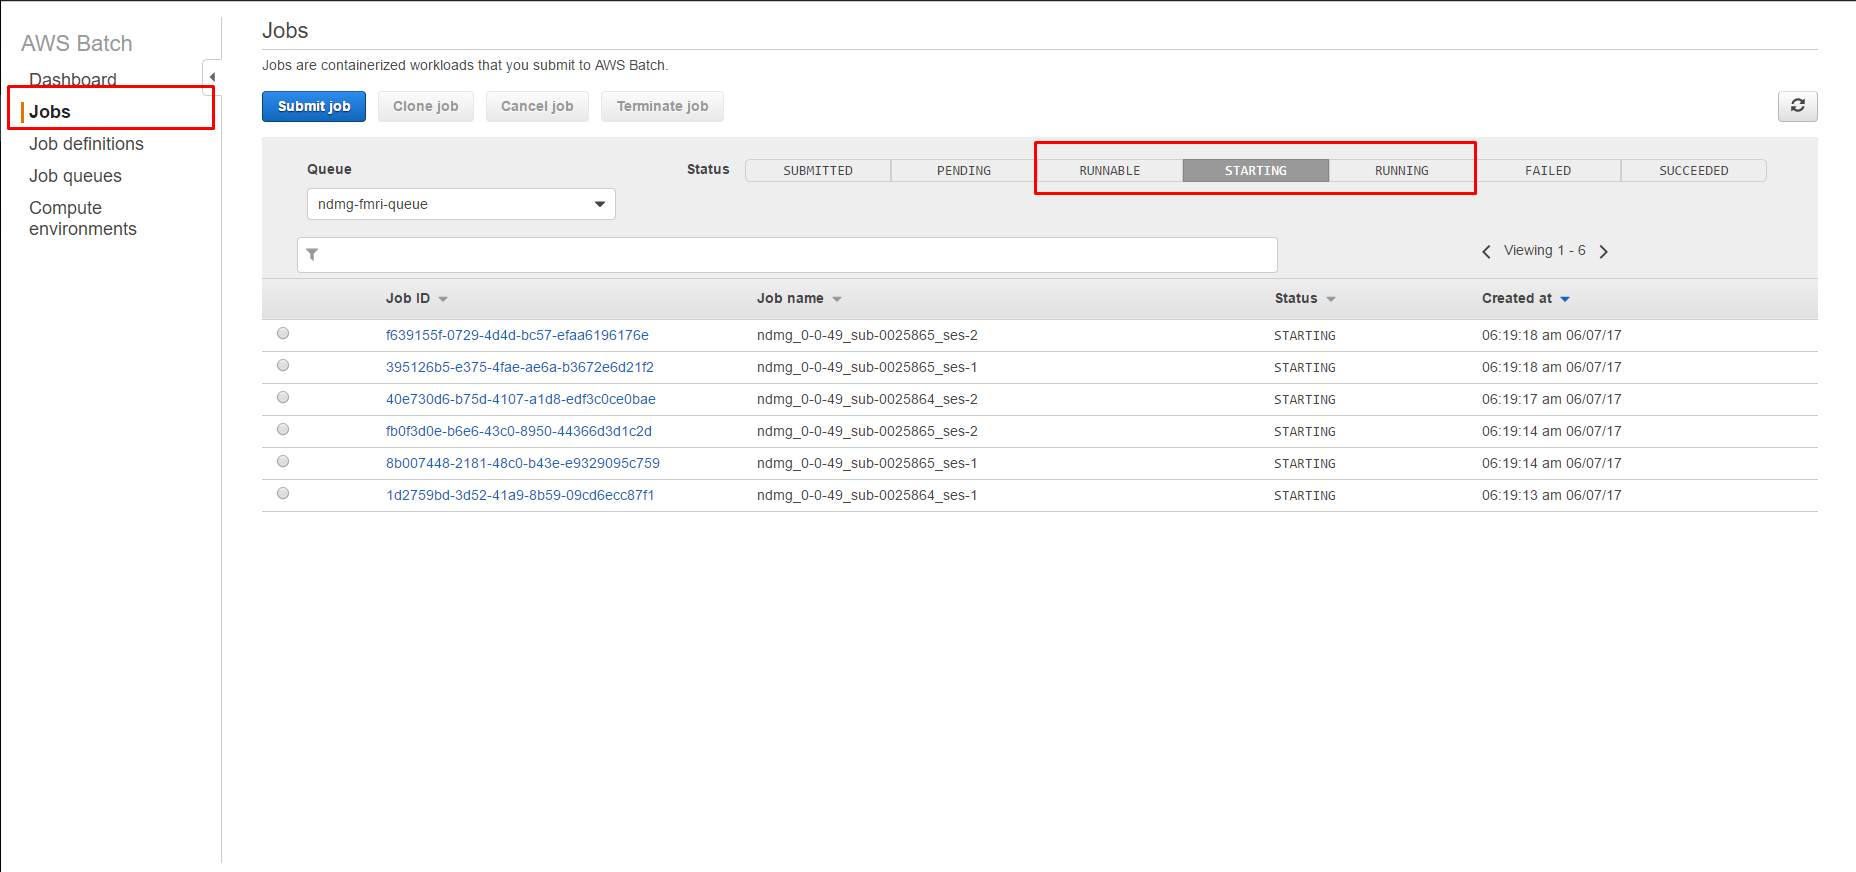 AWS Batch
Dashboard
Jobs
Job definitions
Job queues
Compute
environments
Jobs
Jobs are containerized workloads that you submit to AWS Batch.
Submit job Clone job Cancel job Terminate job
Queue Status SUBMITTED PENDING RUNNABLE STARTING RUNNING FAILED SUCCEEDED
ndmg-fmri-queue
Viewing 1 - 6
Job ID Job name Status Created at
f639155f-0729-4d4d-bc57-efaa6196176e ndmg_0-0-49_sub-0025865_ses-2 STARTING 06:19:18 am 06/07/17
395126b5-e375-4fae-ae6a-b3672e6d21f2 ndmg_0-0-49_sub-0025865_ses-1 STARTING 06:19:18 am 06/07/17
40e730d6-b75d-4107-a1d8-edf3c0ce0bae ndmg_0-0-49_sub-0025864_ses-2 STARTING 06:19:17 am 06/07/17
fb0f3d0e-b6e6-43c0-8950-44366d3d1c2d ndmg_0-0-49_sub-0025865_ses-2 STARTING 06:19:14 am 06/07/17
8b007448-2181-48c0-b43e-e9329095c759 ndmg_0-0-49_sub-0025865_ses-1 STARTING 06:19:14 am 06/07/17
1d2759bd-3d52-41a9-8b59-09cd6ecc87f1 ndmg_0-0-49_sub-0025864_ses-1 STARTING 06:19:13 am 06/07/17